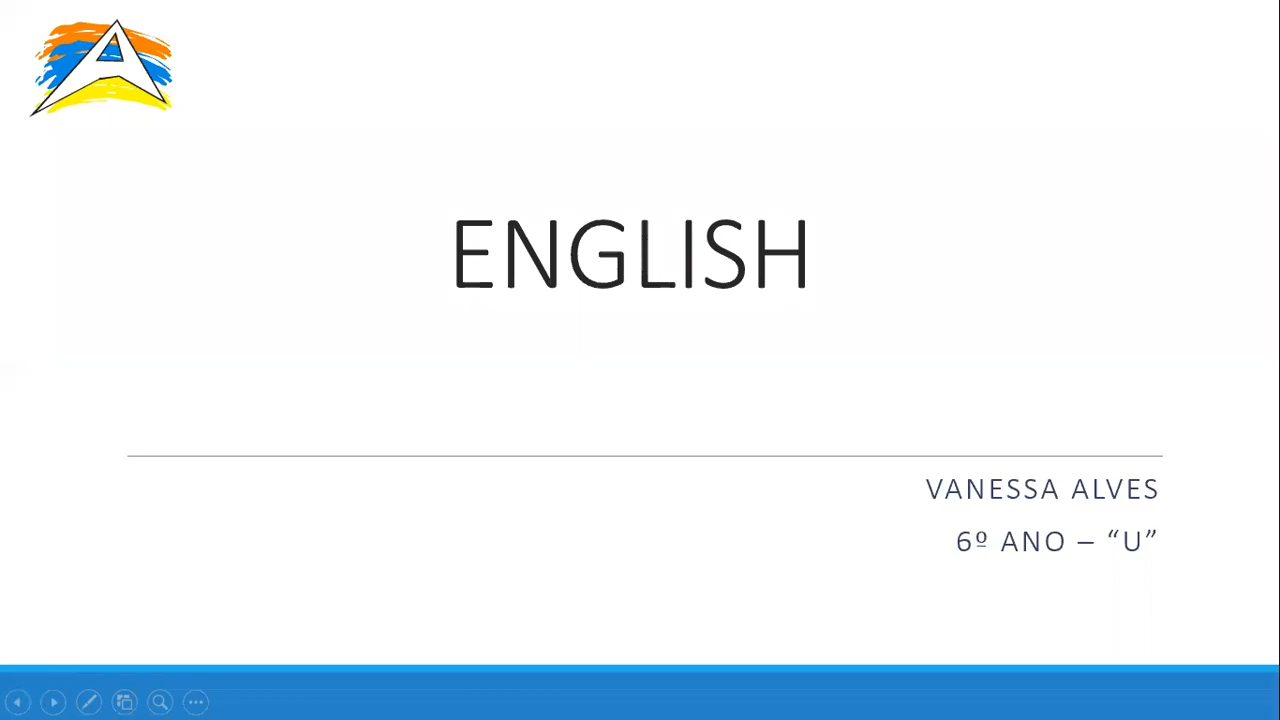 ENGLISH
VANESSA ALVES
6º ANO – “U”